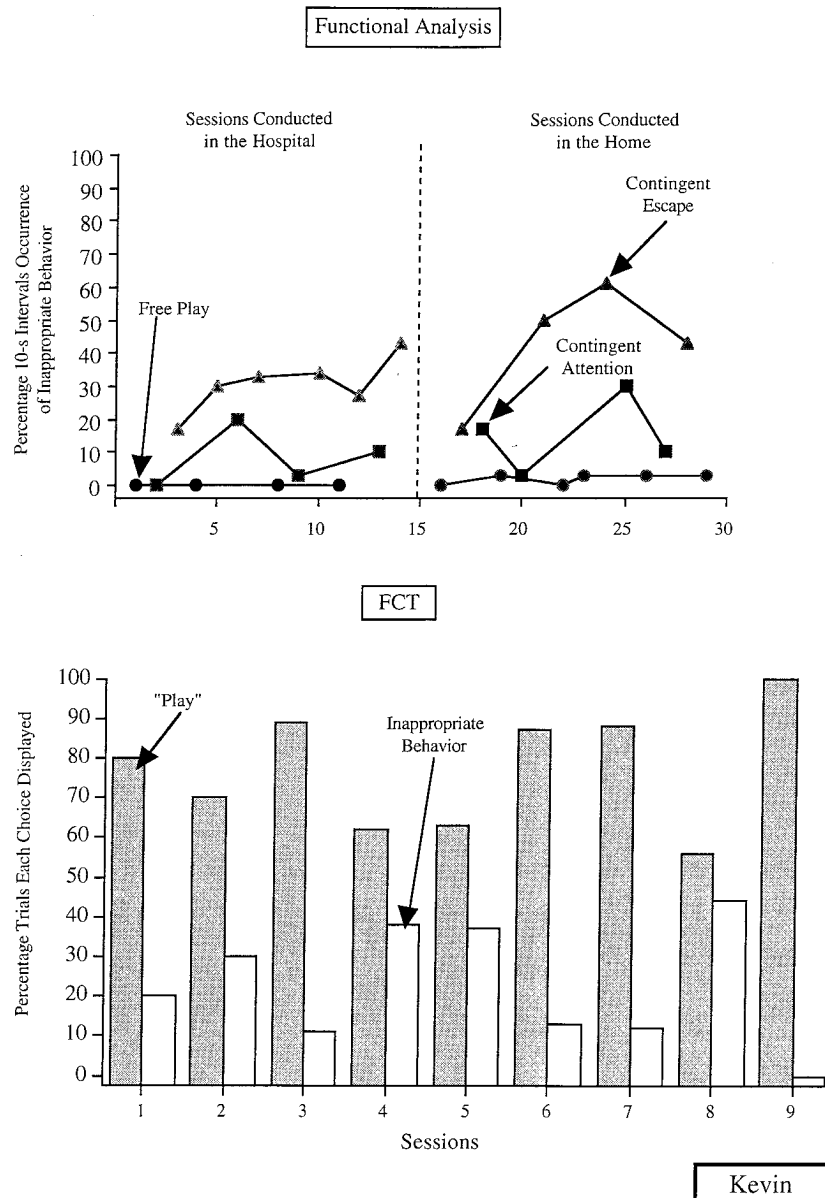 Functional Analysis
Sessions Conducted
in the Hospital
Sessions Conducted
in the Home
Percentage 10-s Intervals Occurrence
of Inappropriate Behavior
100
90
80
70
60
50
40
30
20
10
0
Free Play
Contingent
Escape
Contingent
Attention
5
10
15
20
25
30
FCT
Percentage Trials Each Choice Displayed
100
90
80
70
60
50
40
30
20
10
0
"Play"
Inappropriate
Behavior
1
2
3
4
5
6
7
8
9
Sessions
Kevin